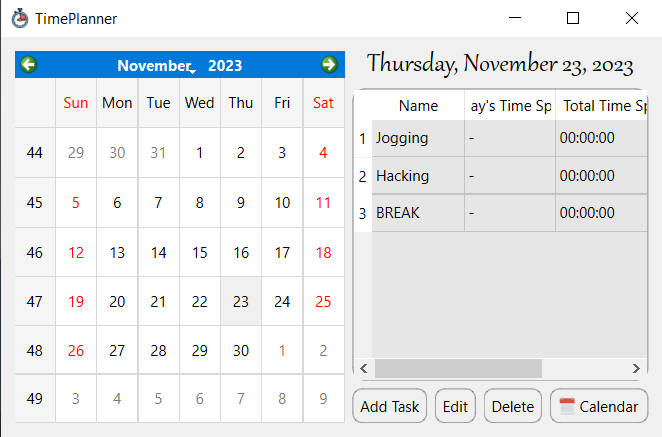 TimePlanner
November 2023
Sun Mon Tue Wed Thu Fri Sat
44 29 30 31 1 2 3 4
45 5 6 7 8 9 10 11
46 12 13 14 15 16 17 18
47 19 20 21 22 23 24 25
48 26 27 28 29 30 1 2
49 3 4 5 6 7 8 9
Thursday, November 23, 2023
Name ay's Time Sp Total Time Sp
1 Jogging - 00:00:00
2 Hacking - 00:00:00
3 BREAK - 00:00:00
Add Task Edit Delete Calendar